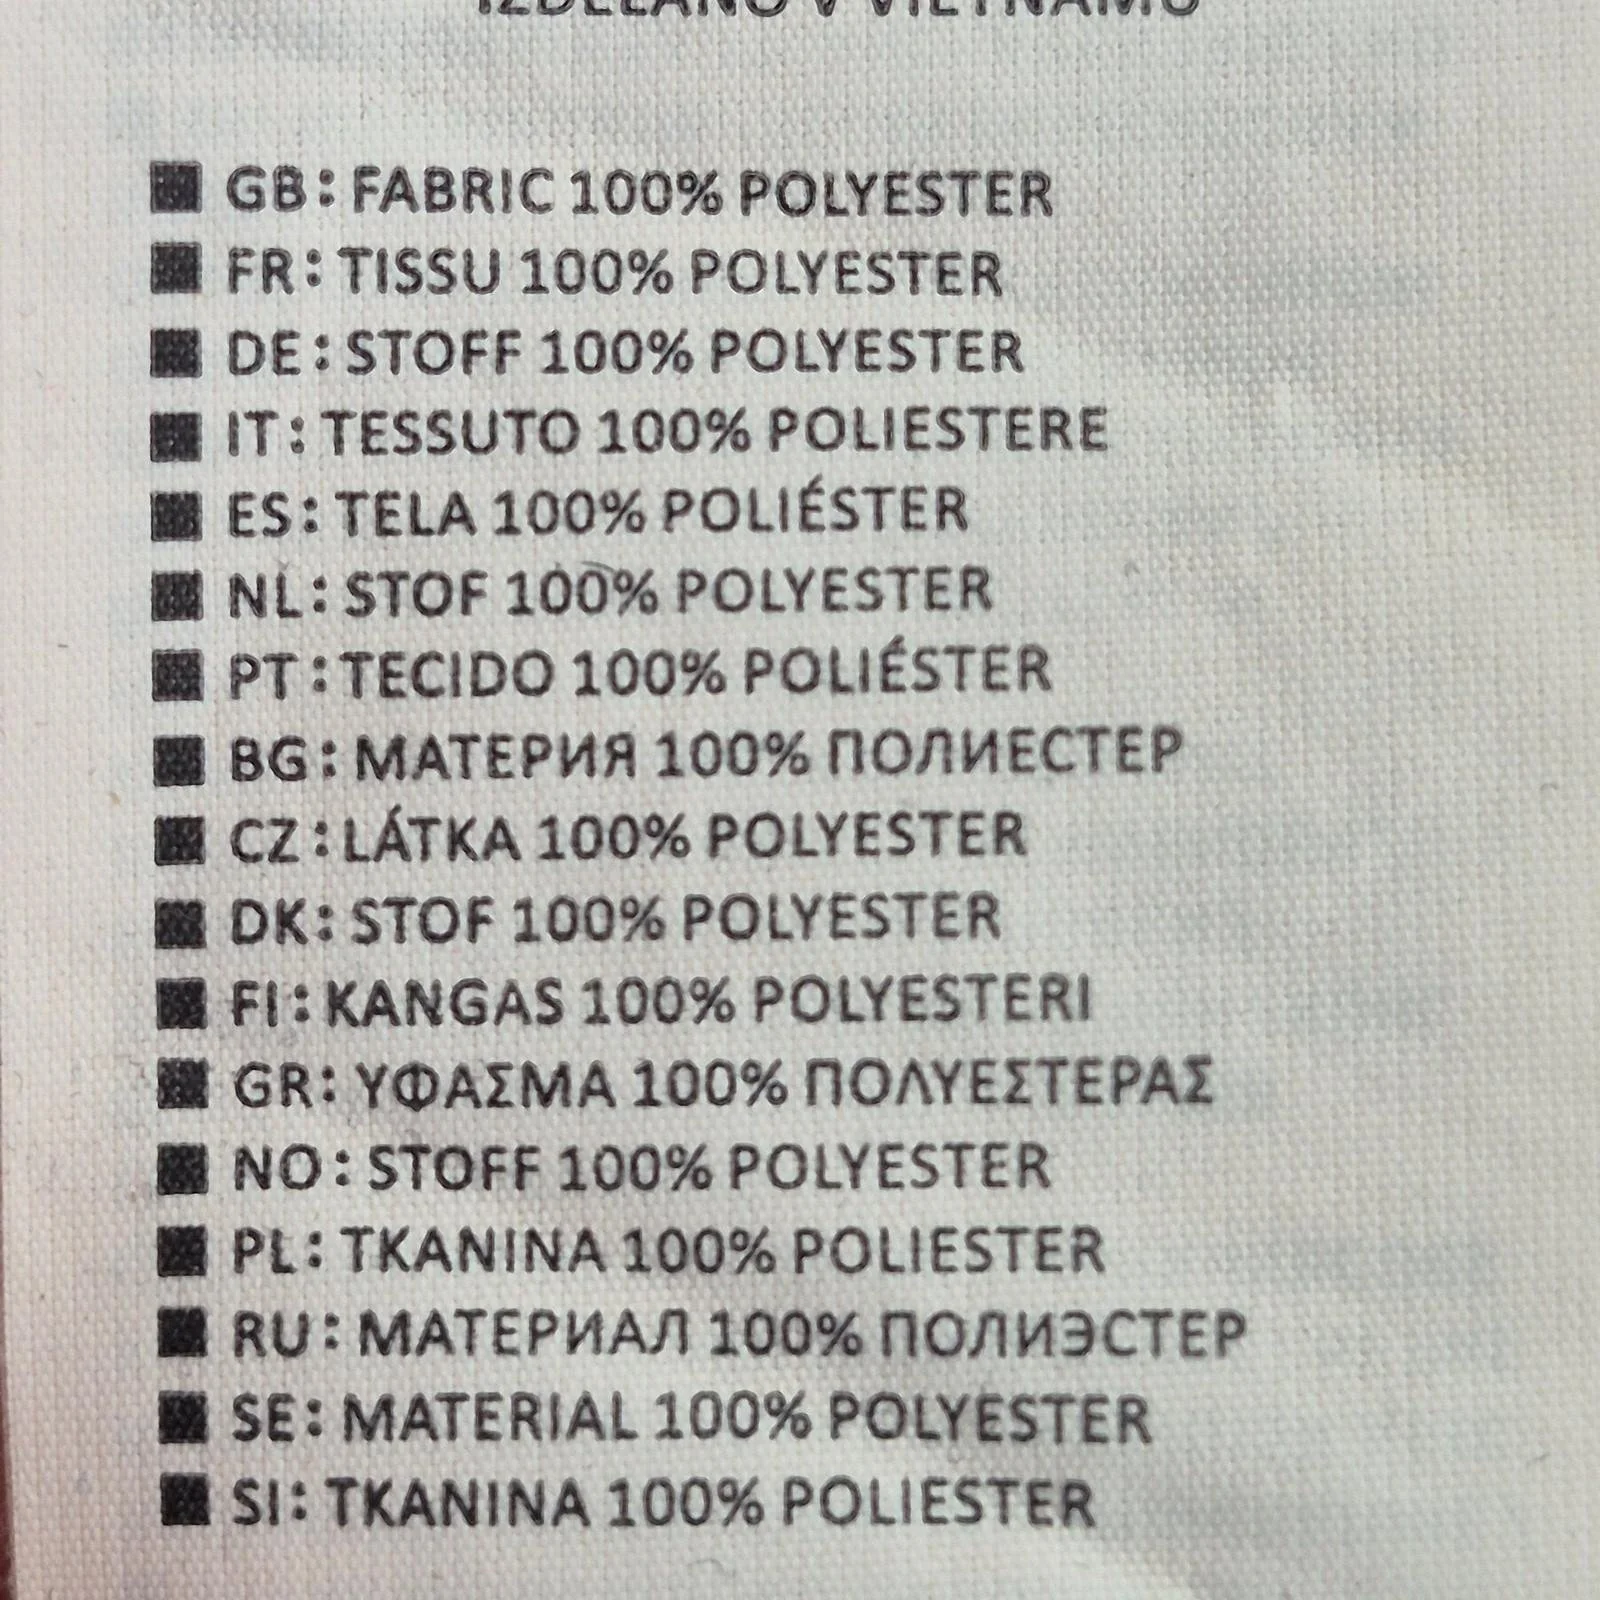 IZDELANO V VIETNAMU
GB: FABRIC 100% POLYESTER
FR: TISSU 100% POLYESTER
DE: STOFF 100% POLYESTER
IT: TESSUTO 100% POLIESTERE
ES: TELA 100% POLIÉSTER
NL: STOF 100% POLYESTER
PT: TECIDO 100% POLIÉSTER
BG: МАТЕРИЯ 100% ПОЛИЕСТЕР
CZ: LÁTKA 100% POLYESTER
DK: STOF 100% POLYESTER
FI: KANGAS 100% POLYESTERI
GR: ΥΦΑΣΜΑ 100% ΠΟΛΥΕΣΤΕΡΑΣ
NO: STOFF 100% POLYESTER
PL: TKANINA 100% POLIESTER
RU: МАТЕРИАЛ 100% ПОЛИЭСТЕР
SE: MATERIAL 100% POLYESTER
SI: TKANINA 100% POLIESTER